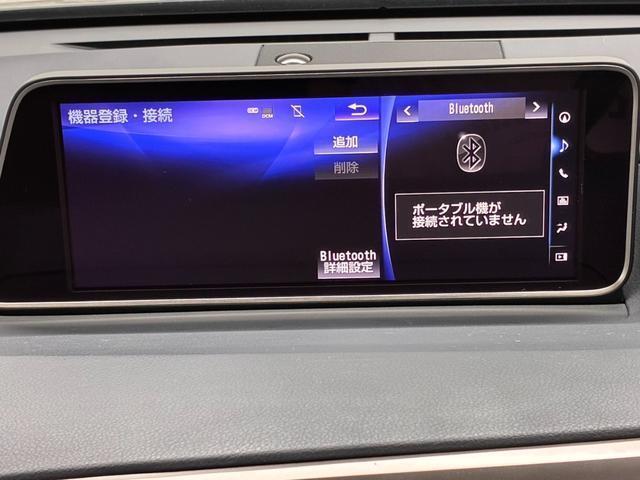 機器登録・接続
DCM
追加
削除
Bluetooth
詳細設定
Bluetooth
ポータブル機が
接続されていません